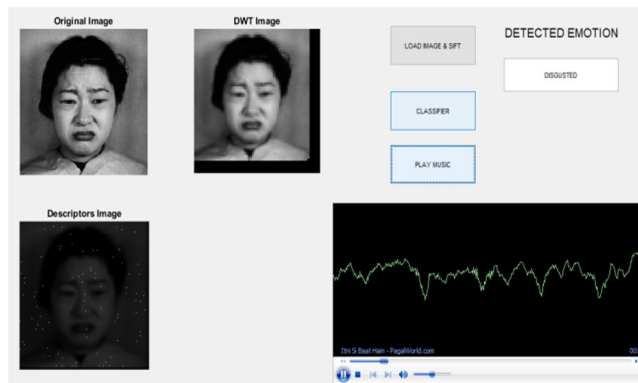 Original Image
DWT Image
LOAD IMAGE & SIFT
DETECTED EMOTION
DISGUSTED
CLASSIFIER
PLAY MUSIC
Descriptors Image
Itni Si Baat Hain - PagalWorld.com
00: